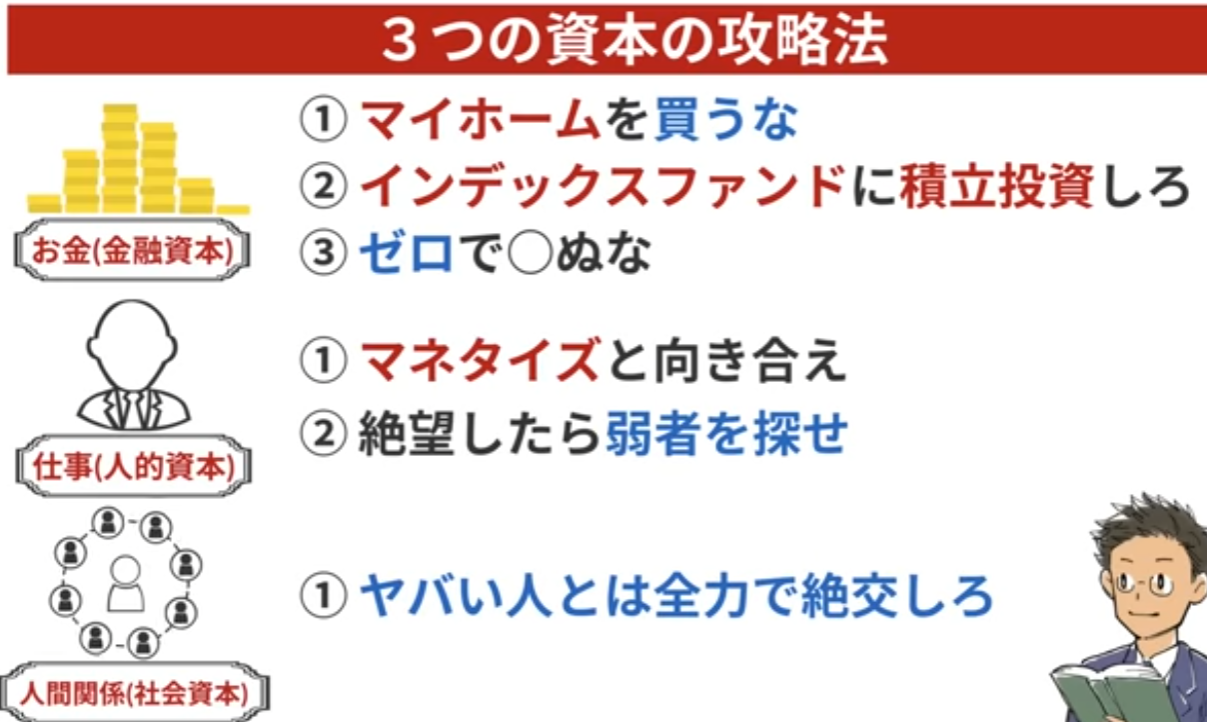 ３つの資本の攻略法
① マイホームを買うな
② インデックスファンドに積立投資しろ
③ ゼロで◯ぬな
お金(金融資本)
① マネタイズと向き合え
② 絶望したら弱者を探せ
仕事(人的資本)
① ヤバい人とは全力で絶交しろ
人間関係(社会資本)